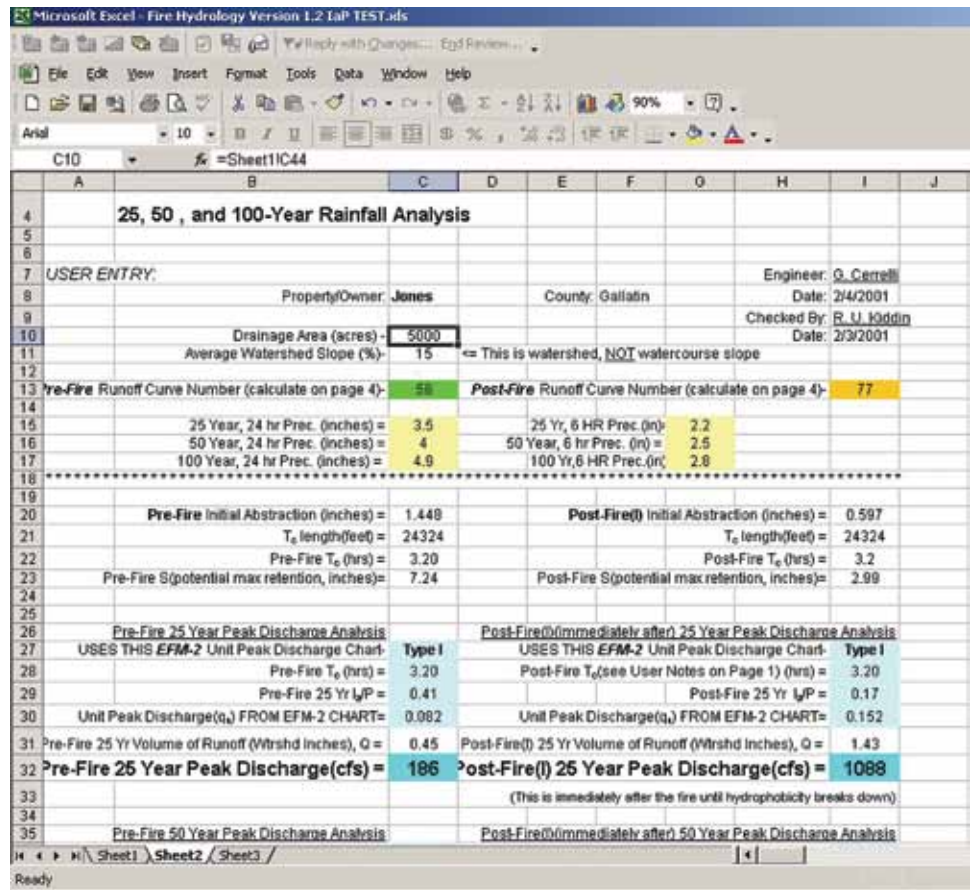 Microsoft Excel - Fire Hydrology Version 1.2 IaP TEST.xls
Reply with Changes... End Review...
File Edit View Insert Format Tools Data Window Help
90%
Arial 10 B I U $ % ,
C10 fx =Sheet1!C44
A B C D E F G H I J
4 25, 50 , and 100-Year Rainfall Analysis
5
6
7 USER ENTRY: Engineer: G. Cerrelli
8 Property/Owner: Jones County: Gallatin Date: 2/4/2001
9 Checked By: R. U. Kiddin
10 Drainage Area (acres) - 5000 Date: 2/3/2001
11 Average Watershed Slope (%)- 15 <= This is watershed, NOT watercourse slope
12
13 Pre-Fire Runoff Curve Number (calculate on page 4)- 58 Post-Fire Runoff Curve Number (calculate on page 4)- 77
14
15 25 Year, 24 hr Prec. (inches) = 3.5 25 Yr, 6 HR Prec.(in)- 2.2
16 50 Year, 24 hr Prec. (inches) = 4 50 Year, 6 hr Prec. (in) = 2.5
17 100 Year, 24 hr Prec. (inches) = 4.9 100 Yr,6 HR Prec.(in( 2.8
18
19
20 Pre-Fire Initial Abstraction (inches) = 1.448 Post-Fire(I) Initial Abstraction (inches) = 0.597
21 Tc length(feet) = 24324 Tc length(feet) = 24324
22 Pre-Fire Tc (hrs) = 3.20 Post-Fire Tc (hrs) = 3.2
23 Pre-Fire S(potential max retention, inches)= 7.24 Post-Fire S(potential max retention, inches)= 2.99
24
25
26 Pre-Fire 25 Year Peak Discharge Analysis Post-Fire(I)(immediately after) 25 Year Peak Discharge Analysis
27 USES THIS EFM-2 Unit Peak Discharge Chart- Type I USES THIS EFM-2 Unit Peak Discharge Chart- Type I
28 Pre-Fire Tc (hrs) = 3.20 Post-Fire Tc(see User Notes on Page 1) (hrs) = 3.20
29 Pre-Fire 25 Yr Ia/P = 0.41 Post-Fire 25 Yr Ia/P = 0.17
30 Unit Peak Discharge(qu) FROM EFM-2 CHART= 0.082 Unit Peak Discharge(qu) FROM EFM-2 CHART= 0.152
31 Pre-Fire 25 Yr Volume of Runoff (Wtrshd Inches), Q = 0.45 Post-Fire(I) 25 Yr Volume of Runoff (Wtrshd Inches), Q = 1.43
32 Pre-Fire 25 Year Peak Discharge(cfs) = 186 Post-Fire(I) 25 Year Peak Discharge(cfs) = 1088
33 (This is immediately after the fire until hydrophobicity breaks down)
34
35 Pre-Fire 50 Year Peak Discharge Analysis Post-Fire(I)(immediately after) 50 Year Peak Discharge Analysis
Sheet1 Sheet2 Sheet3
Ready